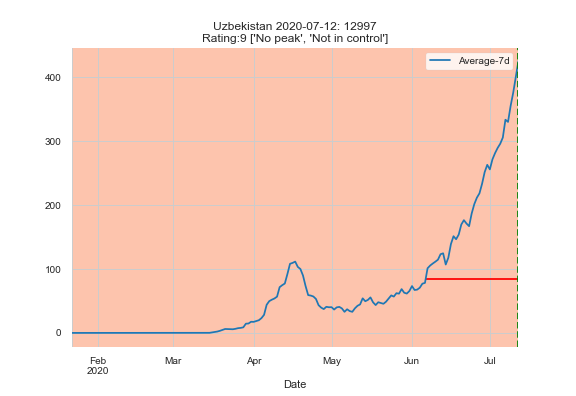 Uzbekistan 2020-07-12: 12997
Rating:9 ['No peak', 'Not in control']
Average-7d
400
300
200
100
0
Feb
2020
Mar
Apr
May
Jun
Jul
Date